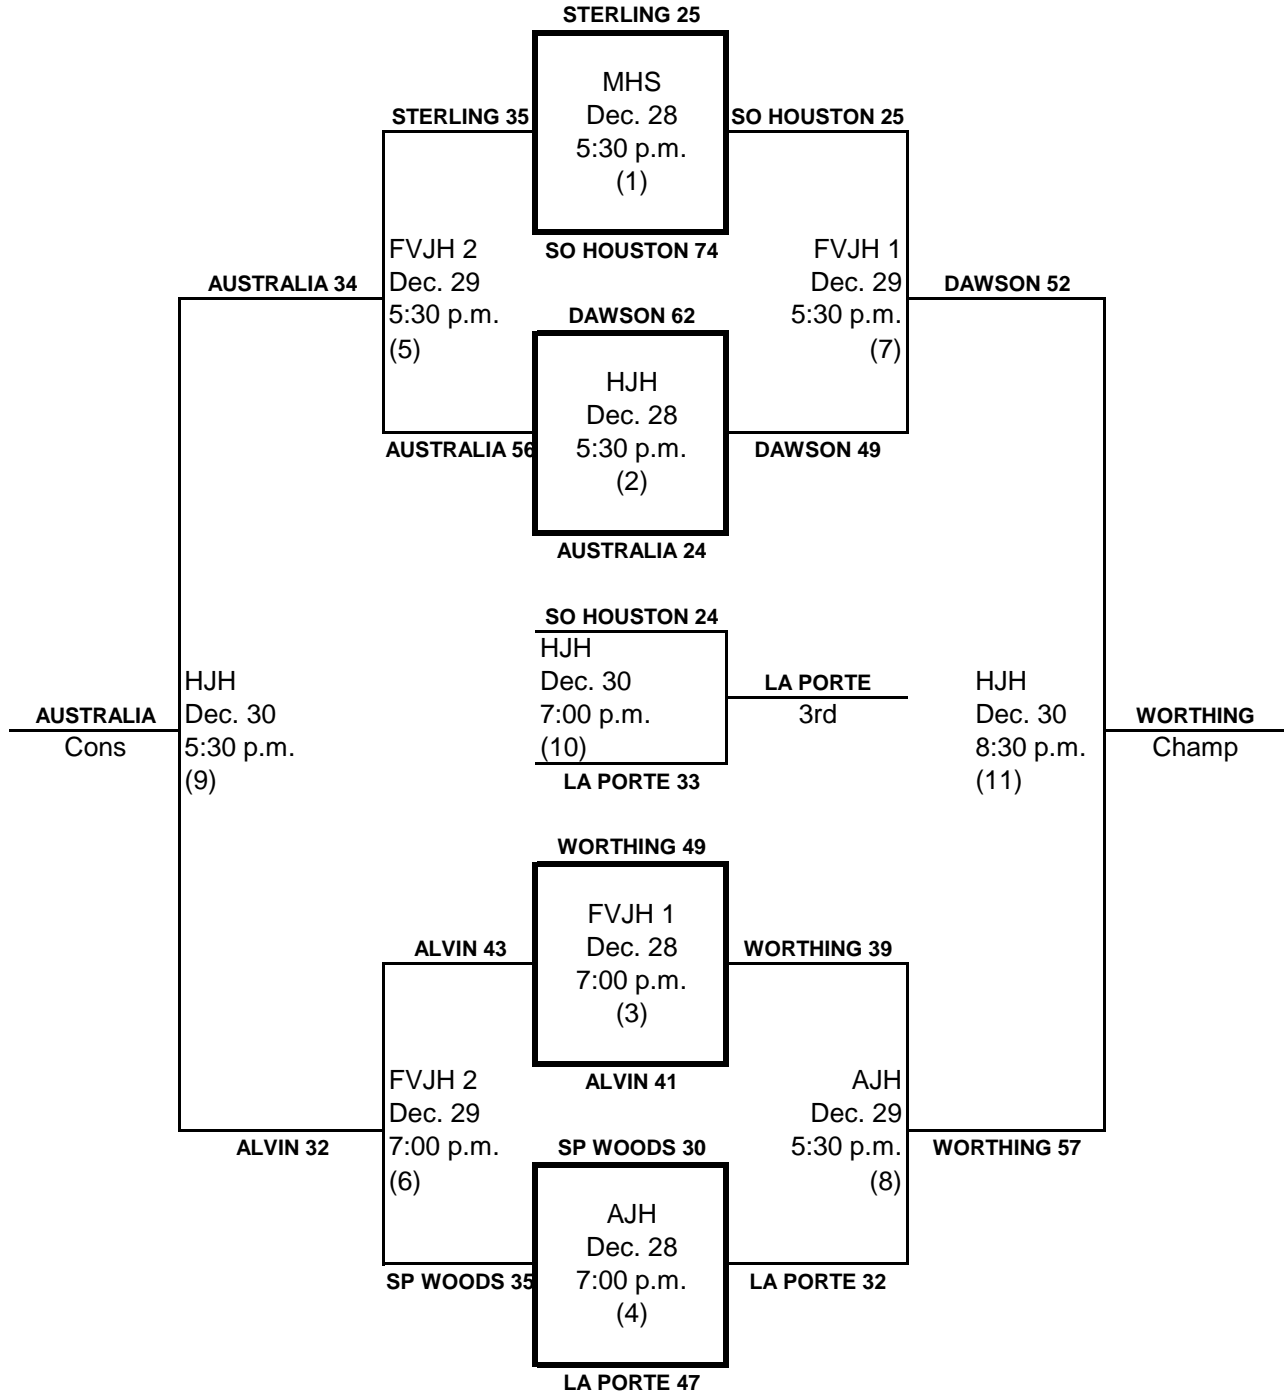 STERLING 25
MHS
Dec. 28
5:30 p.m.
(1)
SO HOUSTON 74
STERLING 35
SO HOUSTON 25
FVJH 2
Dec. 29
5:30 p.m.
(5)
FVJH 1
Dec. 29
5:30 p.m.
(7)
AUSTRALIA 34
DAWSON 52
DAWSON 62
HJH
Dec. 28
5:30 p.m.
(2)
AUSTRALIA 24
AUSTRALIA 56
DAWSON 49
SO HOUSTON 24
HJH
Dec. 30
7:00 p.m.
(10)
LA PORTE 33
LA PORTE
3rd
AUSTRALIA
Cons
HJH
Dec. 30
5:30 p.m.
(9)
HJH
Dec. 30
8:30 p.m.
(11)
WORTHING
Champ
WORTHING 49
FVJH 1
Dec. 28
7:00 p.m.
(3)
ALVIN 41
ALVIN 43
WORTHING 39
FVJH 2
Dec. 29
7:00 p.m.
(6)
AJH
Dec. 29
5:30 p.m.
(8)
ALVIN 32
WORTHING 57
SP WOODS 30
AJH
Dec. 28
7:00 p.m.
(4)
LA PORTE 47
SP WOODS 35
LA PORTE 32